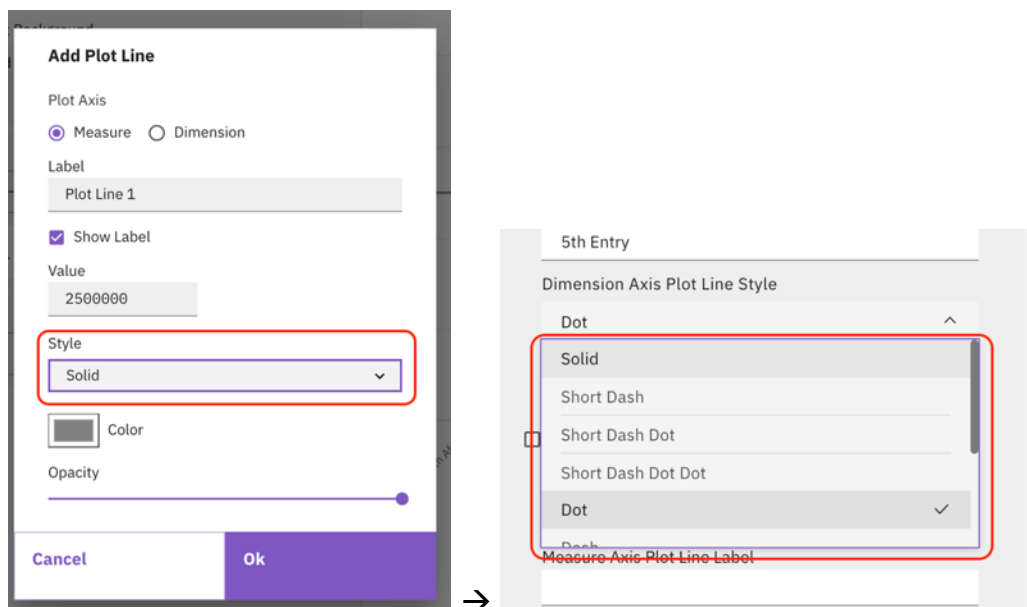 Background
Add Plot Line
Plot Axis
Measure Dimension
Label
Plot Line 1
Show Label
Value
2500000
Style
Solid
Color
Opacity
Cancel Ok
→
5th Entry
Dimension Axis Plot Line Style
Dot
Solid
Short Dash
Short Dash Dot
Short Dash Dot Dot
Dot
Dash
Measure Axis Plot Line Label